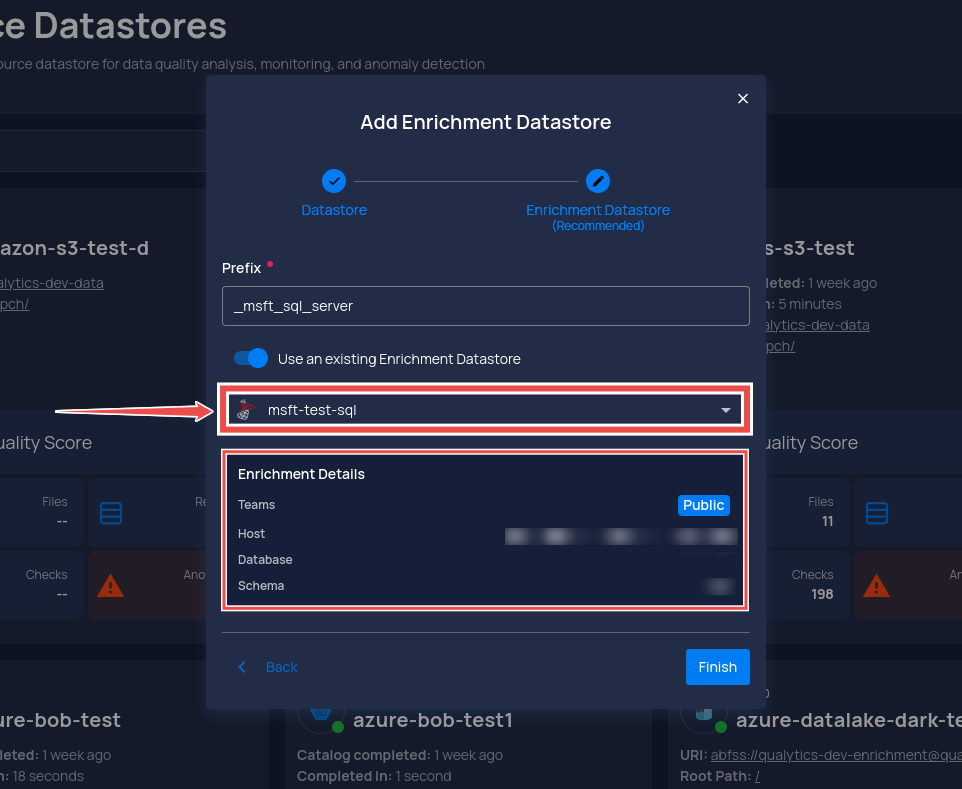 ce Datastores
ource datastore for data quality analysis, monitoring, and anomaly detection
Add Enrichment Datastore
Datastore
Enrichment Datastore
(Recommended)
azon-s3-test-d
s-s3-test
Prefix
alytics-dev-data
leted: 1 week ago
pch/
n: 5 minutes
_msft_sql_server
alytics-dev-data
pch/
Use an existing Enrichment Datastore
msft-test-sql
uality Score
uality Score
Enrichment Details
Files
Re
Teams
Public
Files
--
11
Host
Database
Checks
Ano
Schema
Checks
An
--
198
Back
Finish
ure-bob-test
azure-bob-test1
azure-datalake-dark-te
leted: 1 week ago
Catalog completed: 1 week ago
URI: abfss://qualytics-dev-enrichment@qua
n: 18 seconds
Completed In: 1 second
Root Path: /